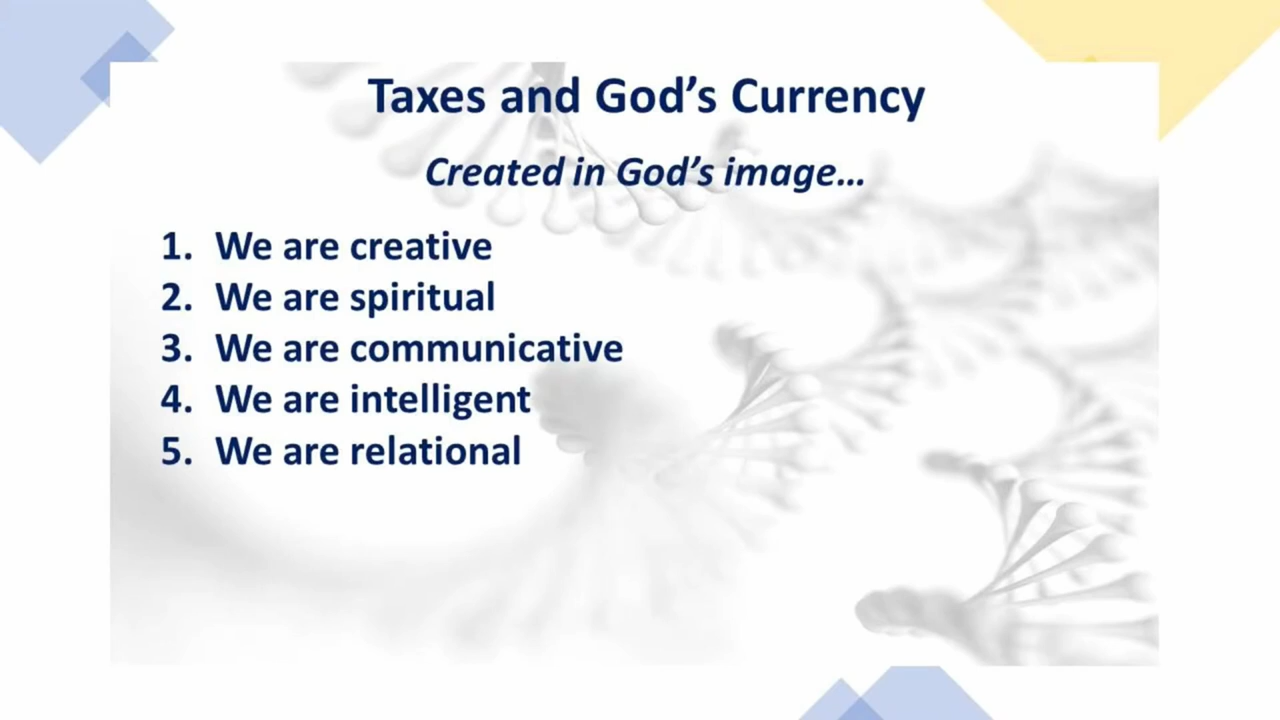 Taxes and God's Currency
Created in God's image...
1. We are creative
2. We are spiritual
3. We are communicative
4. We are intelligent
5. We are relational